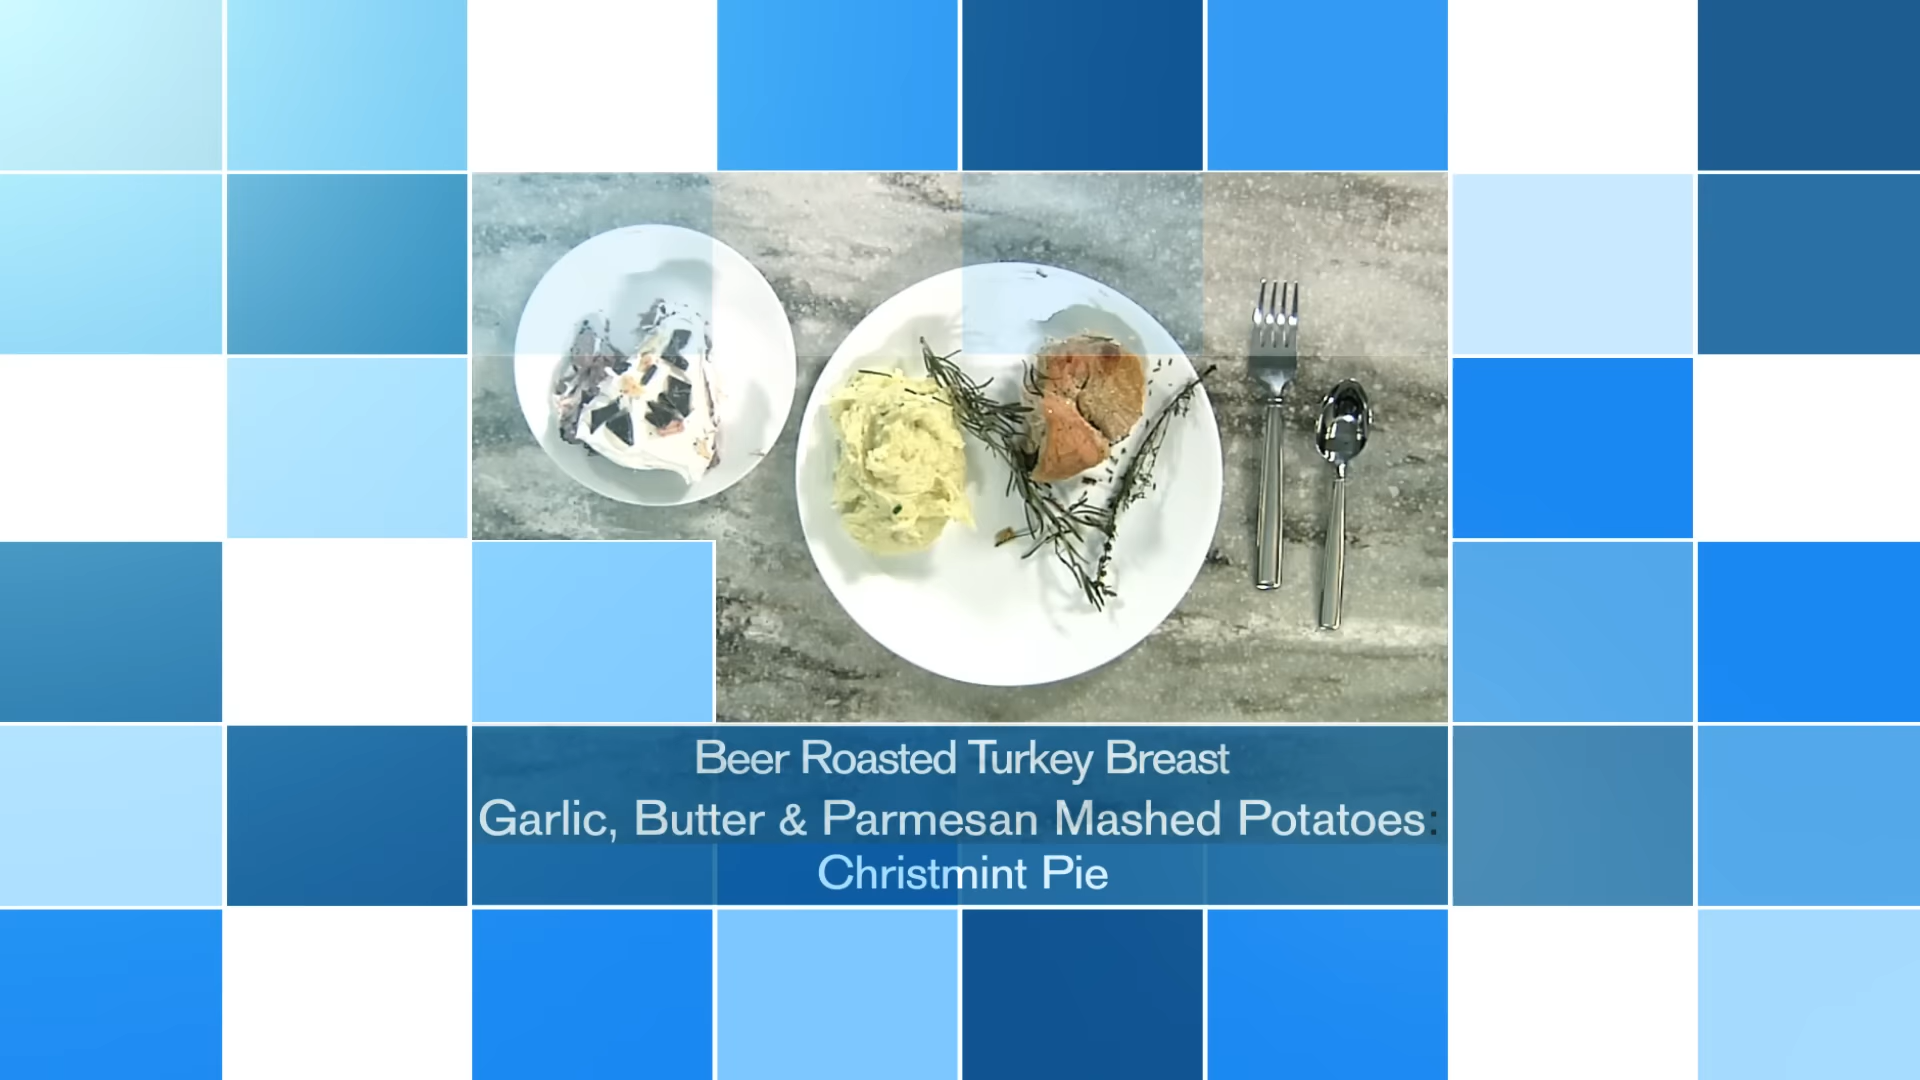 Beer Roasted Turkey Breast
Garlic, Butter & Parmesan Mashed Potatoes:
Christmint Pie